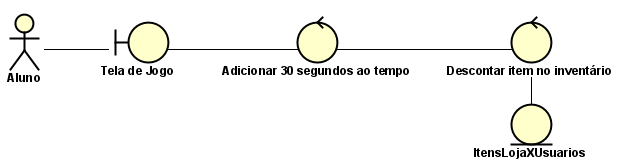 Aluno
Tela de Jogo
Adicionar 30 segundos ao tempo
Descontar item no inventário
ItensLojaXUsuarios